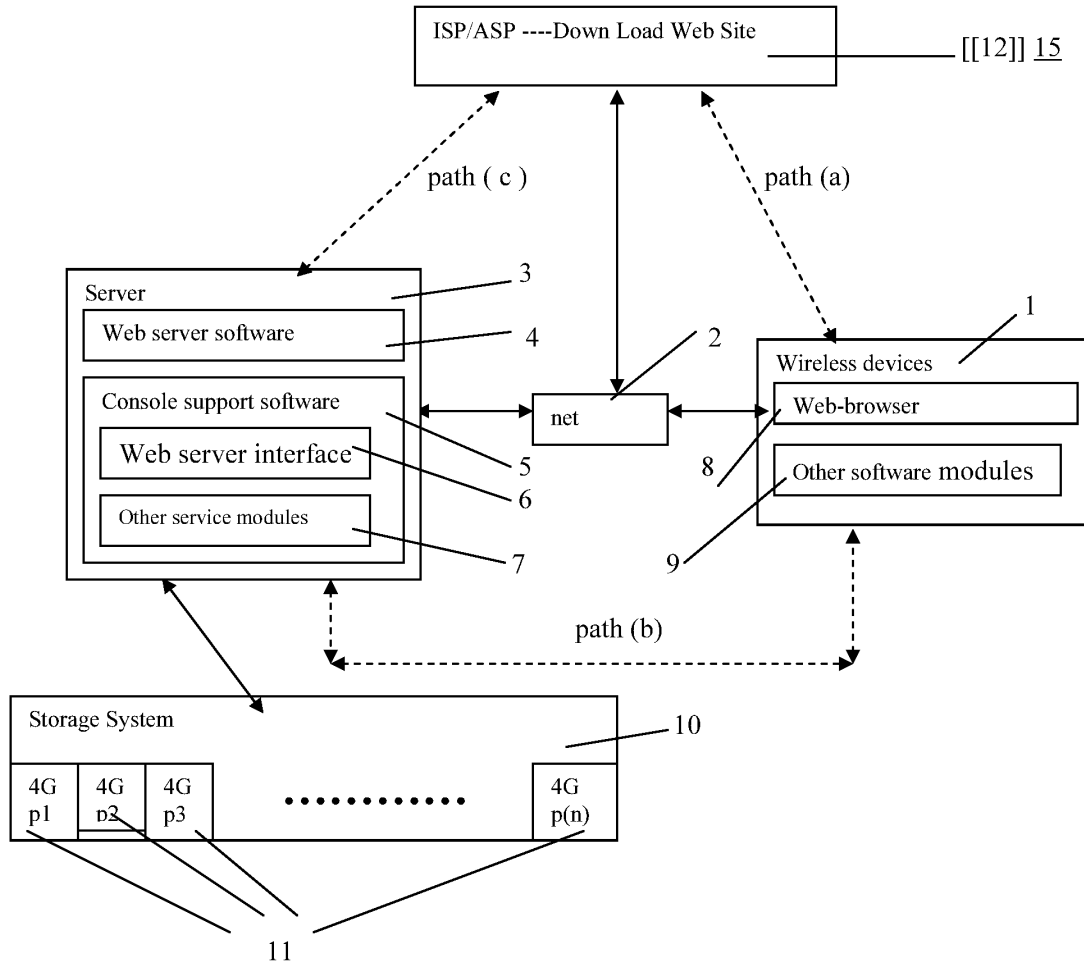 ISP/ASP ----Down Load Web Site
[[12]] 15
path ( c )
path (a)
3
Server
Web server software
4
Console support software
5
Web server interface
6
Other service modules
7
2
net
1
Wireless devices
Web-browser
8
Other software modules
9
path (b)
Storage System
10
4G
p1
4G
p2
4G
p3
............
4G
p(n)
11